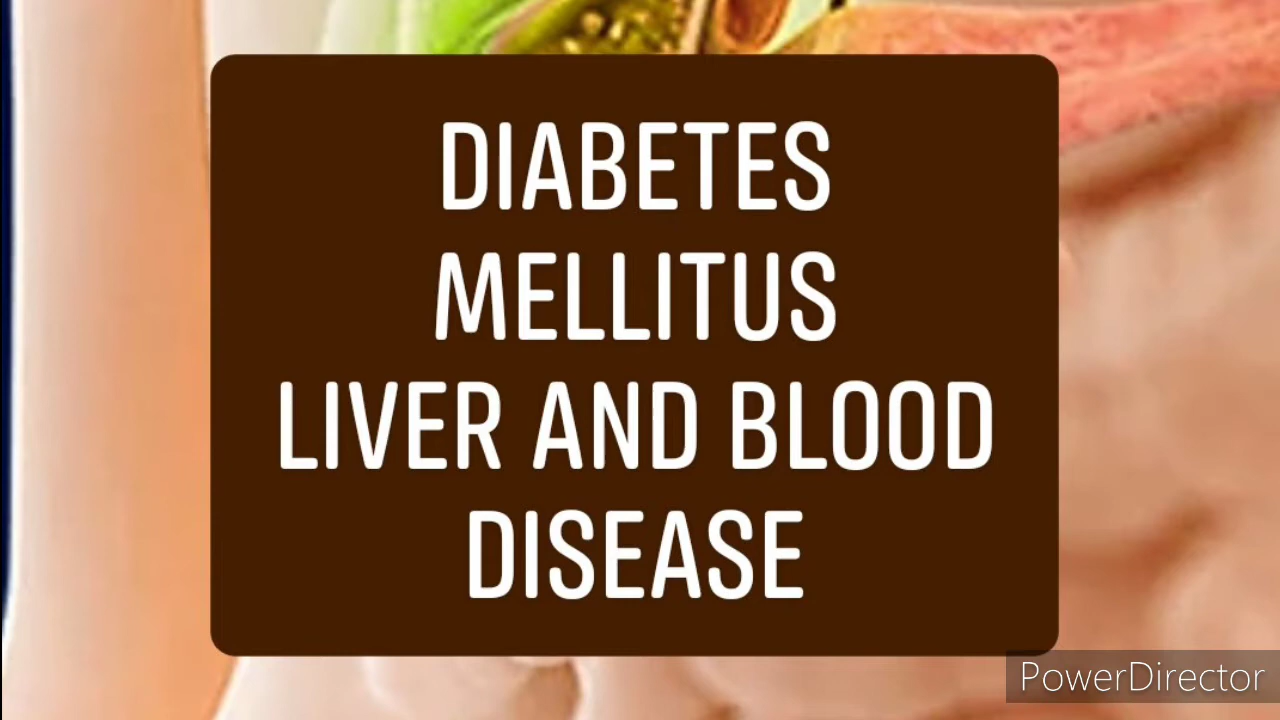 DIABETES
MELLITUS
LIVER AND BLOOD
DISEASE
PowerDirector